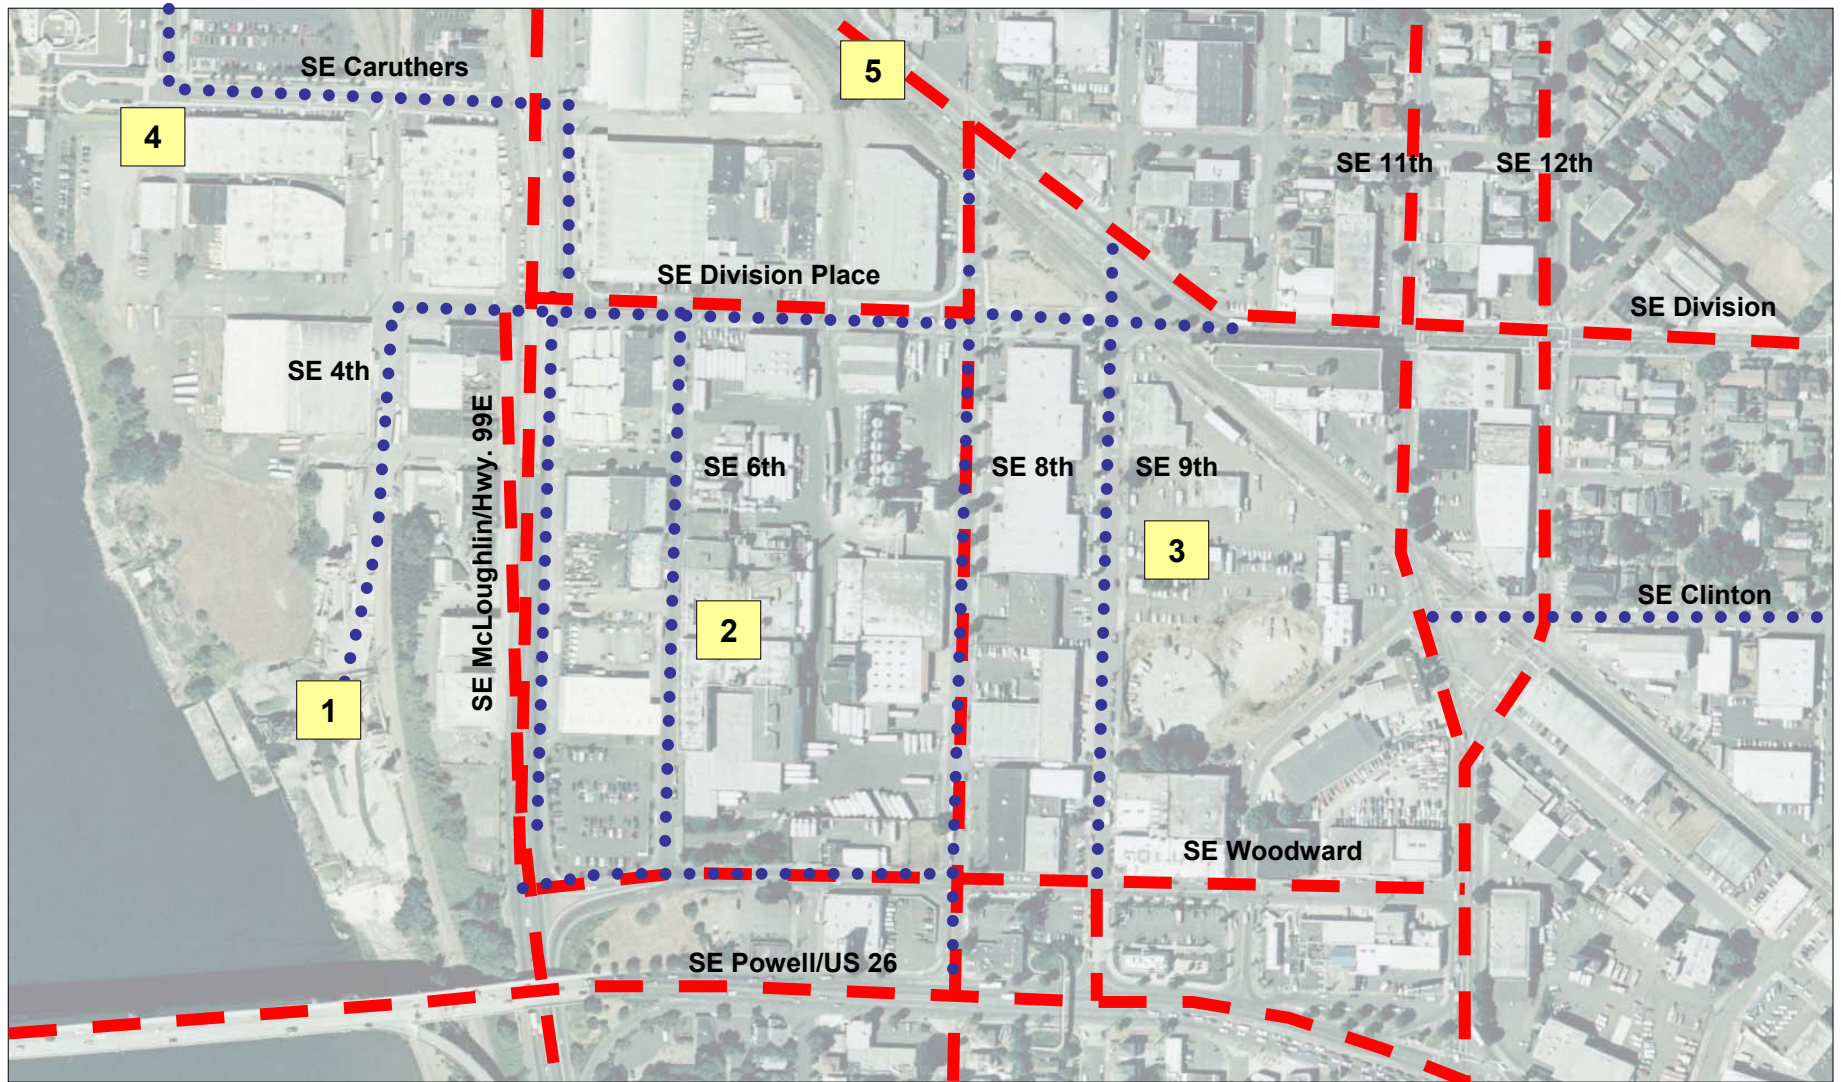 5
SE Caruthers
4
SE 11th
SE 12th
SE Division Place
SE Division
SE 4th
SE McLoughlin/Hwy. 99E
SE 6th
SE 8th
SE 9th
3
SE Clinton
2
1
SE Woodward
SE Powell/US 26